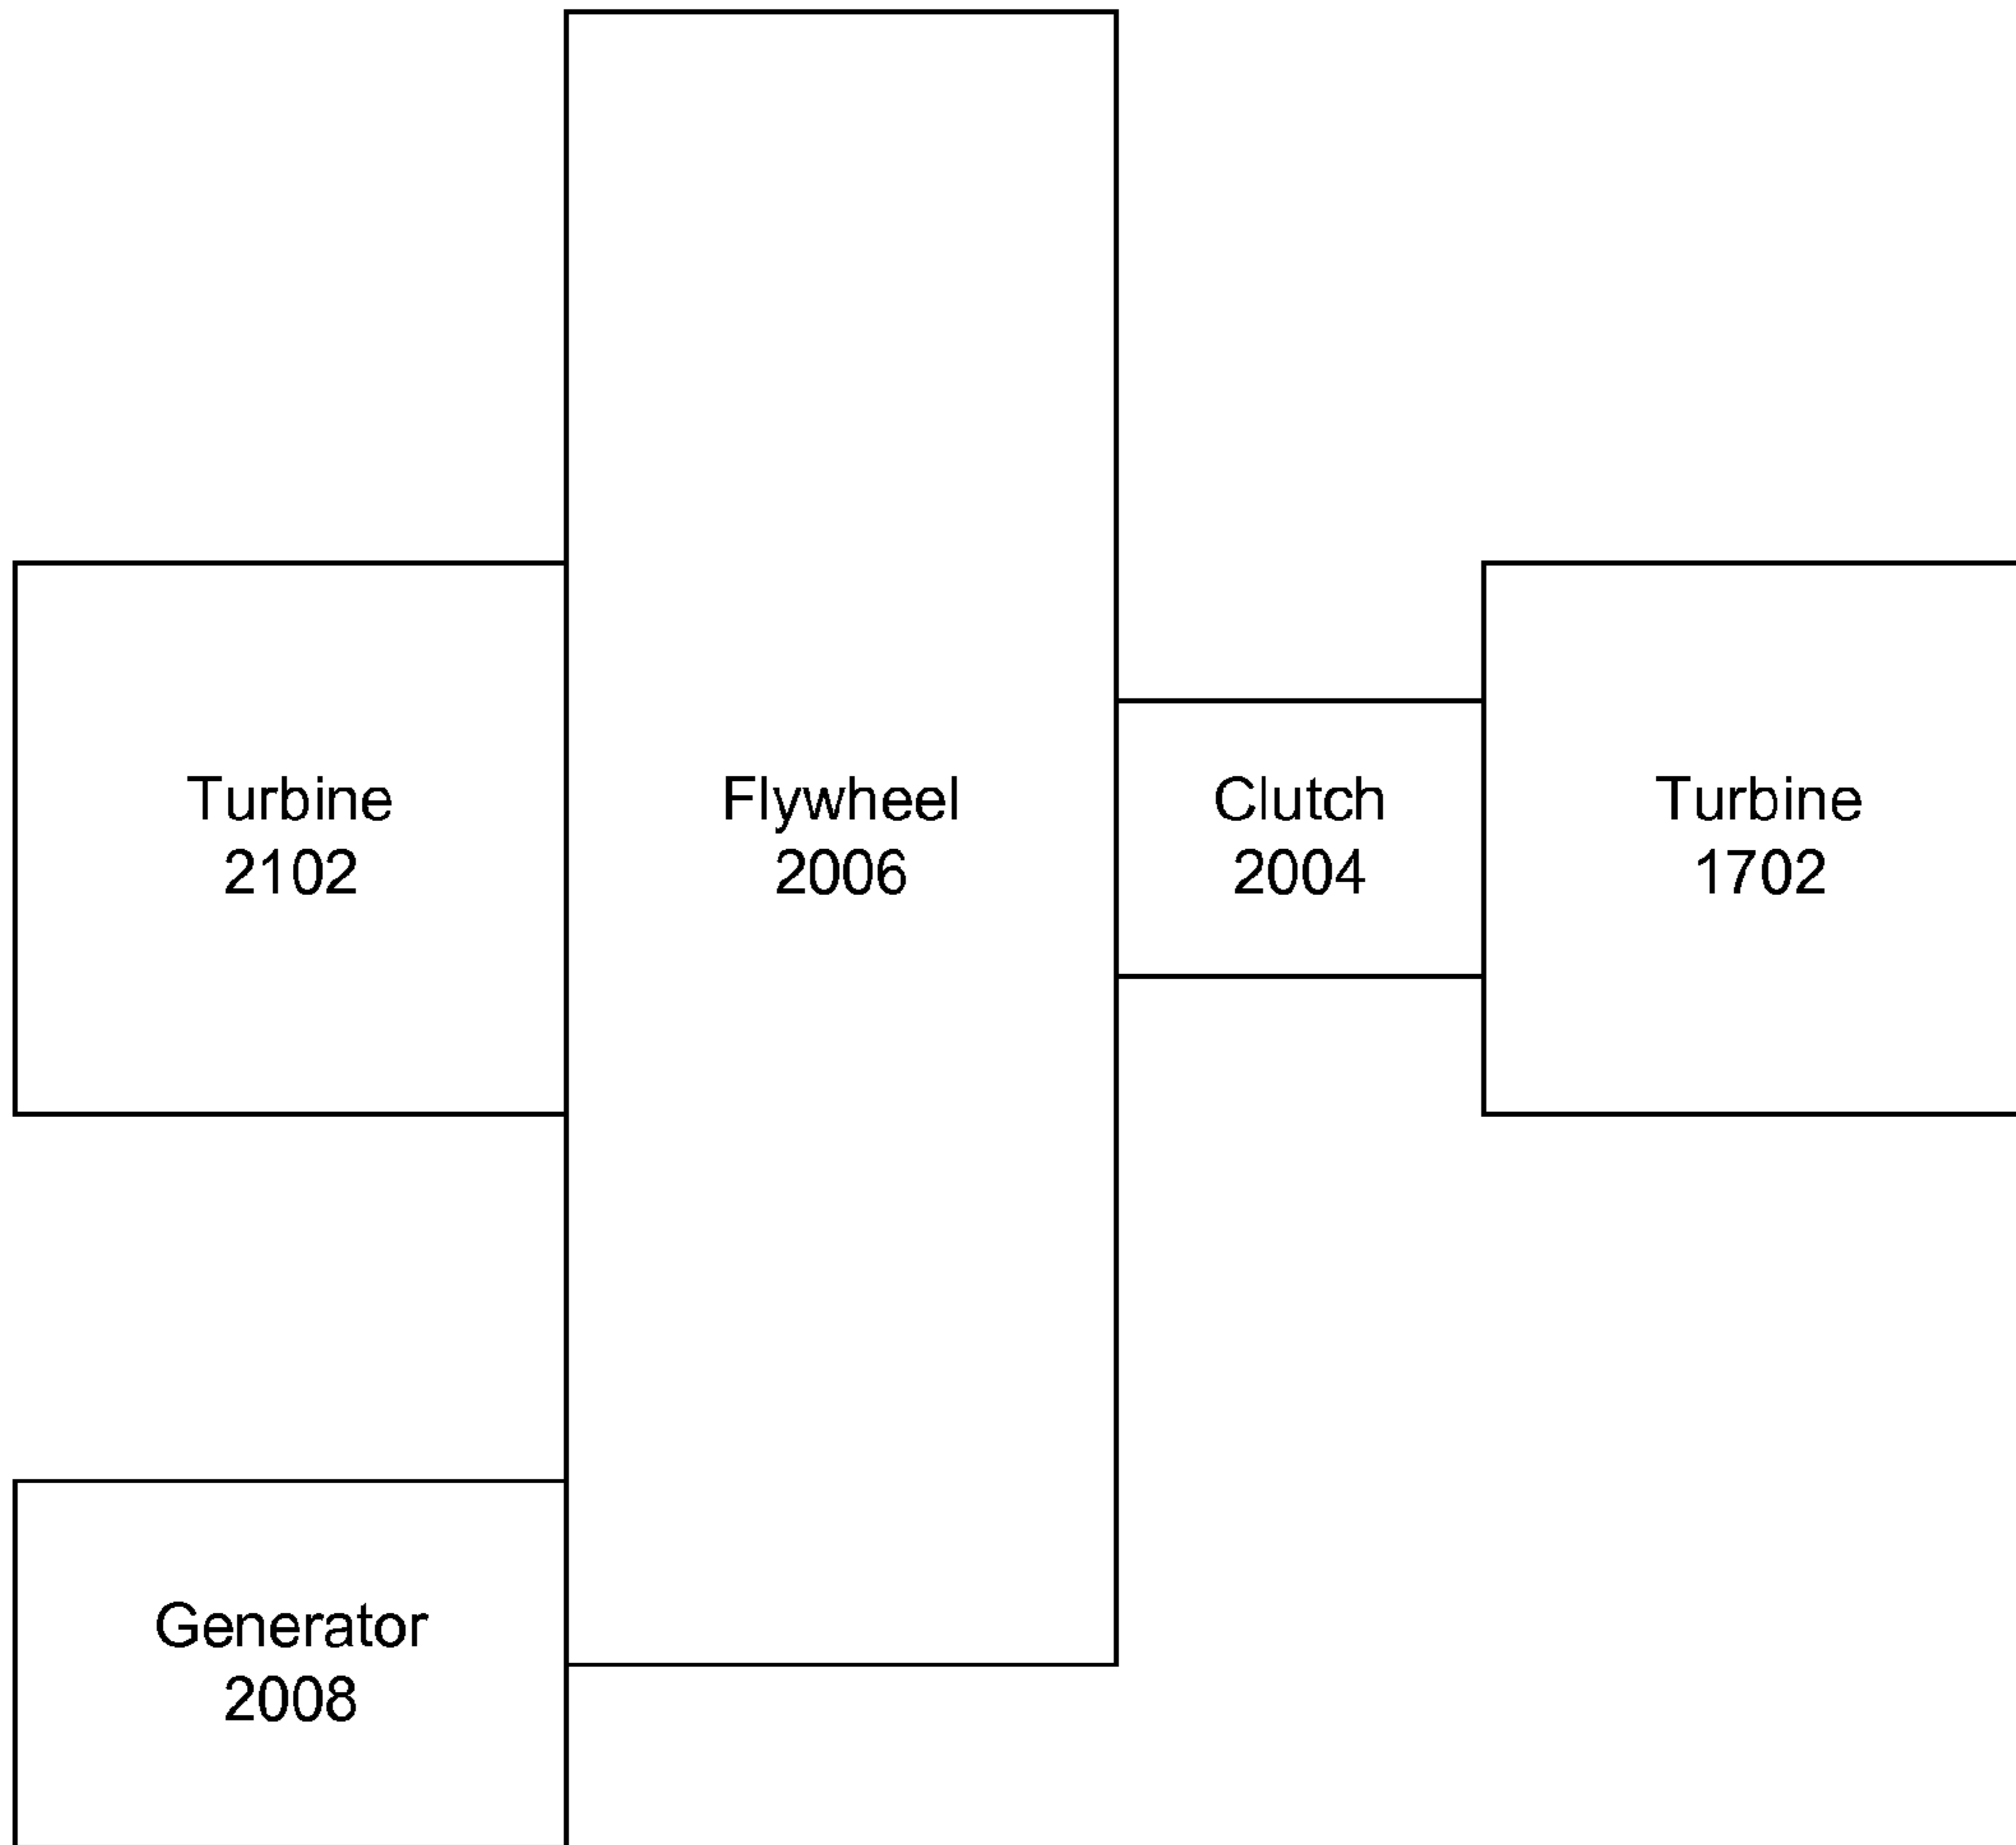 Turbine
2102
Flywheel
2006
Clutch
2004
Turbine
1702
Generator
2008